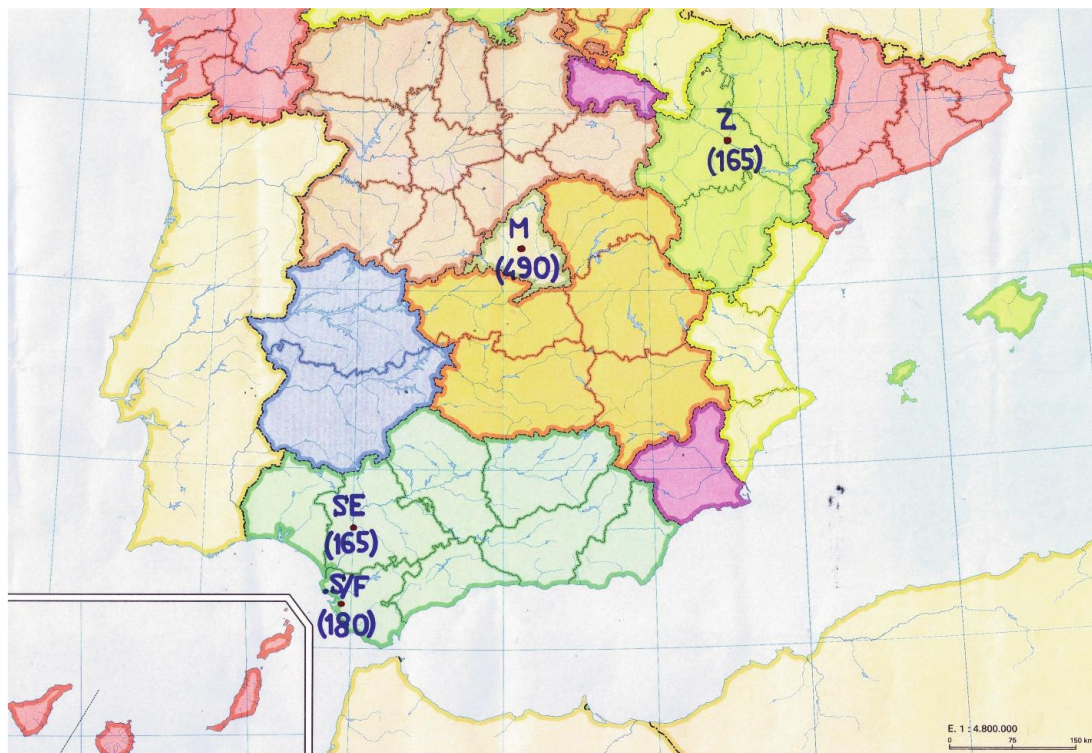 Z
(165)
M
(490)
SE
(165)
S/F
(180)
E. 1 : 4.800.000
0 75 150 km